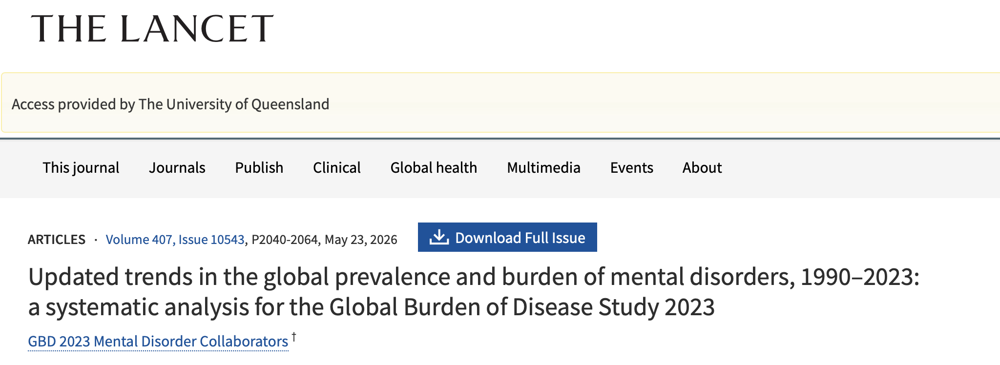 THE LANCET
Access provided by The University of Queensland
This journal Journals Publish Clinical Global health Multimedia Events About
ARTICLES · Volume 407, Issue 10543, P2040-2064, May 23, 2026 Download Full Issue
Updated trends in the global prevalence and burden of mental disorders, 1990–2023:
a systematic analysis for the Global Burden of Disease Study 2023
GBD 2023 Mental Disorder Collaborators †